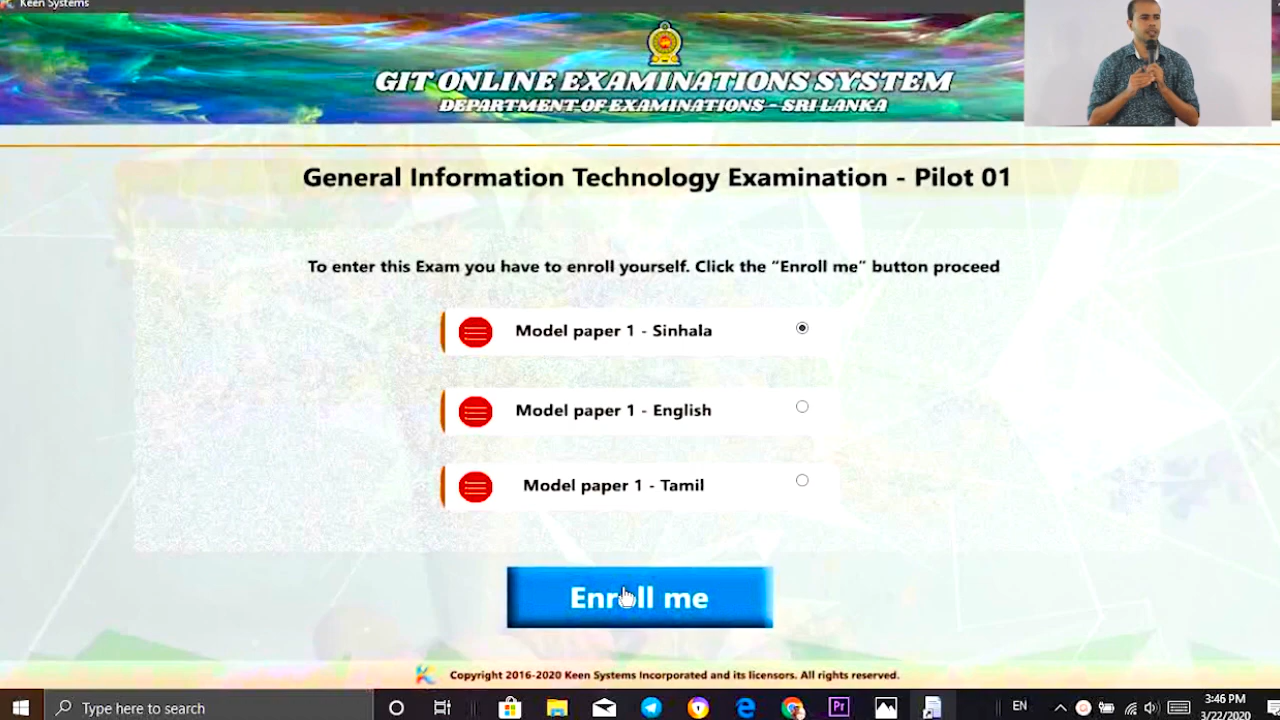 Keen Systems
GIT ONLINE EXAMINATIONS SYSTEM
DEPARTMENT OF EXAMINATIONS - SRI LANKA
General Information Technology Examination - Pilot 01
To enter this Exam you have to enroll yourself. Click the “Enroll me” button proceed
Model paper 1 - Sinhala
Model paper 1 - English
Model paper 1 - Tamil
Enroll me
Copyright 2016-2020 Keen Systems Incorporated and its licensors. All rights reserved.
Type here to search
Pr
EN
3:46 PM
3/22/2020